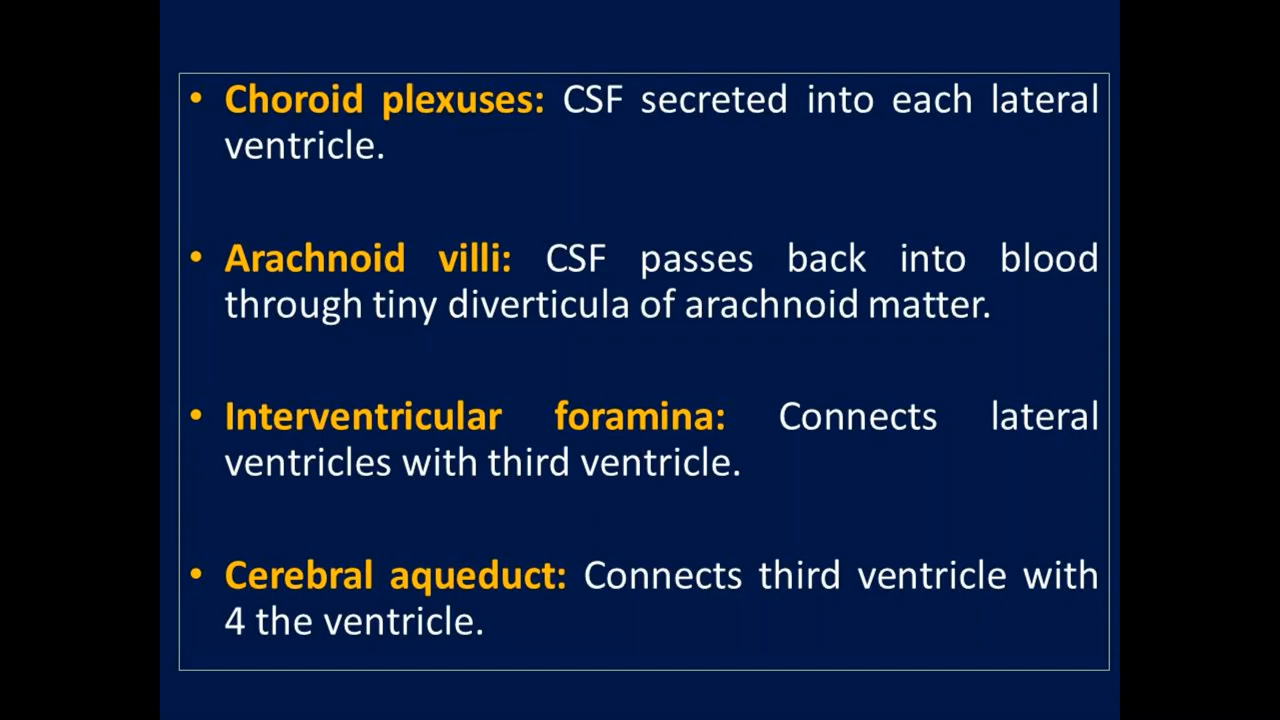 • Choroid plexuses: CSF secreted into each lateral
ventricle.
• Arachnoid villi: CSF passes back into blood
through tiny diverticula of arachnoid matter.
• Interventricular foramina: Connects lateral
ventricles with third ventricle.
• Cerebral aqueduct: Connects third ventricle with
4 the ventricle.